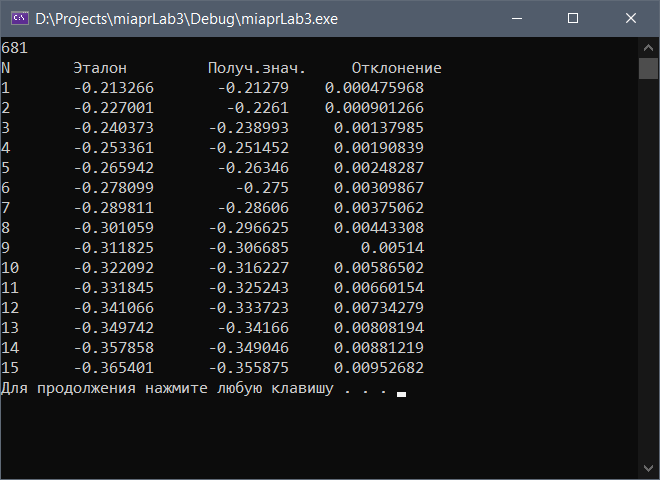 D:\Projects\miaprLab3\Debug\miaprLab3.exe
681
N Эталон Получ.знач. Отклонение
1 -0.213266 -0.21279 0.000475968
2 -0.227001 -0.2261 0.000901266
3 -0.240373 -0.238993 0.00137985
4 -0.253361 -0.251452 0.00190839
5 -0.265942 -0.26346 0.00248287
6 -0.278099 -0.275 0.00309867
7 -0.289811 -0.28606 0.00375062
8 -0.301059 -0.296625 0.00443308
9 -0.311825 -0.306685 0.00514
10 -0.322092 -0.316227 0.00586502
11 -0.331845 -0.325243 0.00660154
12 -0.341066 -0.333723 0.00734279
13 -0.349742 -0.34166 0.00808194
14 -0.357858 -0.349046 0.00881219
15 -0.365401 -0.355875 0.00952682
Для продолжения нажмите любую клавишу . . .